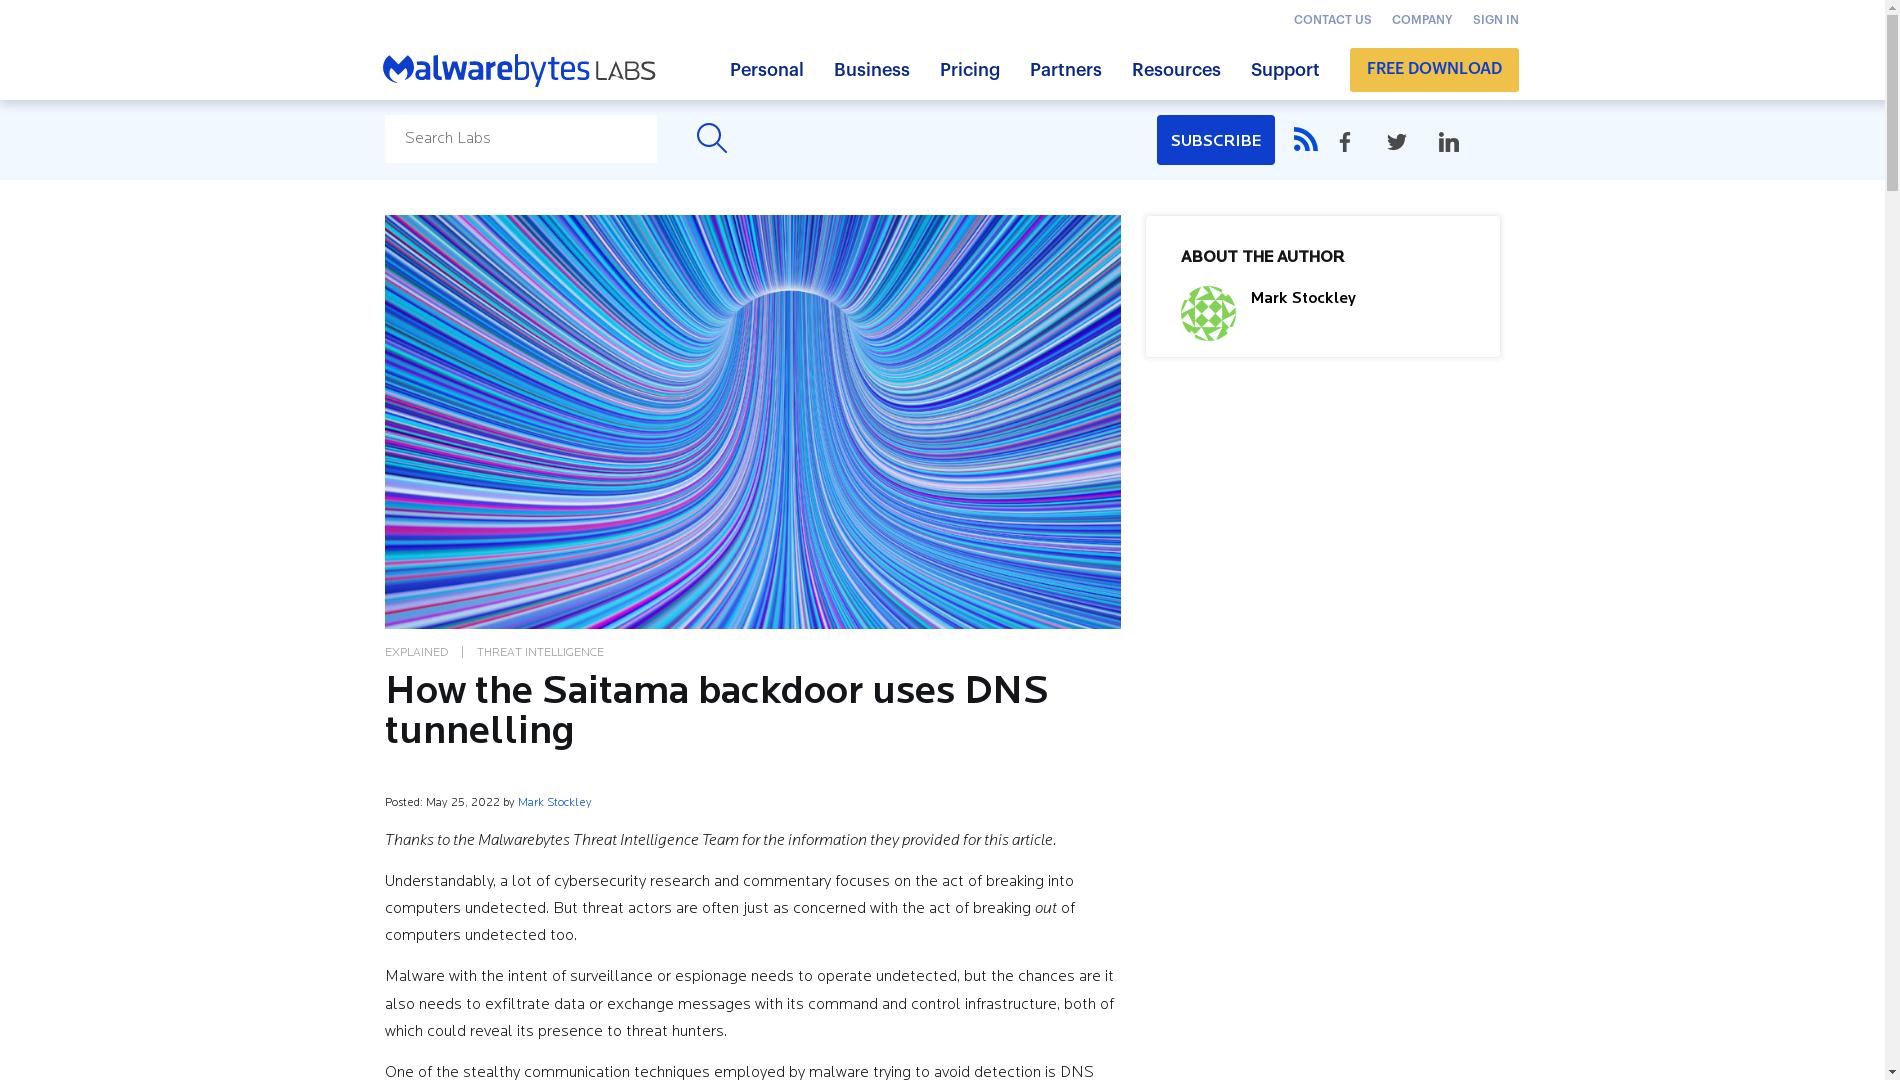 CONTACT US COMPANY SIGN IN
Malwarebytes LABS Personal Business Pricing Partners Resources Support FREE DOWNLOAD
Search Labs SUBSCRIBE
ABOUT THE AUTHOR
Mark Stockley
EXPLAINED | THREAT INTELLIGENCE
How the Saitama backdoor uses DNS
tunnelling
Posted: May 25, 2022 by Mark Stockley
Thanks to the Malwarebytes Threat Intelligence Team for the information they provided for this article.
Understandably, a lot of cybersecurity research and commentary focuses on the act of breaking into
computers undetected. But threat actors are often just as concerned with the act of breaking out of
computers undetected too.
Malware with the intent of surveillance or espionage needs to operate undetected, but the chances are it
also needs to exfiltrate data or exchange messages with its command and control infrastructure, both of
which could reveal its presence to threat hunters.
One of the stealthy communication techniques employed by malware trying to avoid detection is DNS